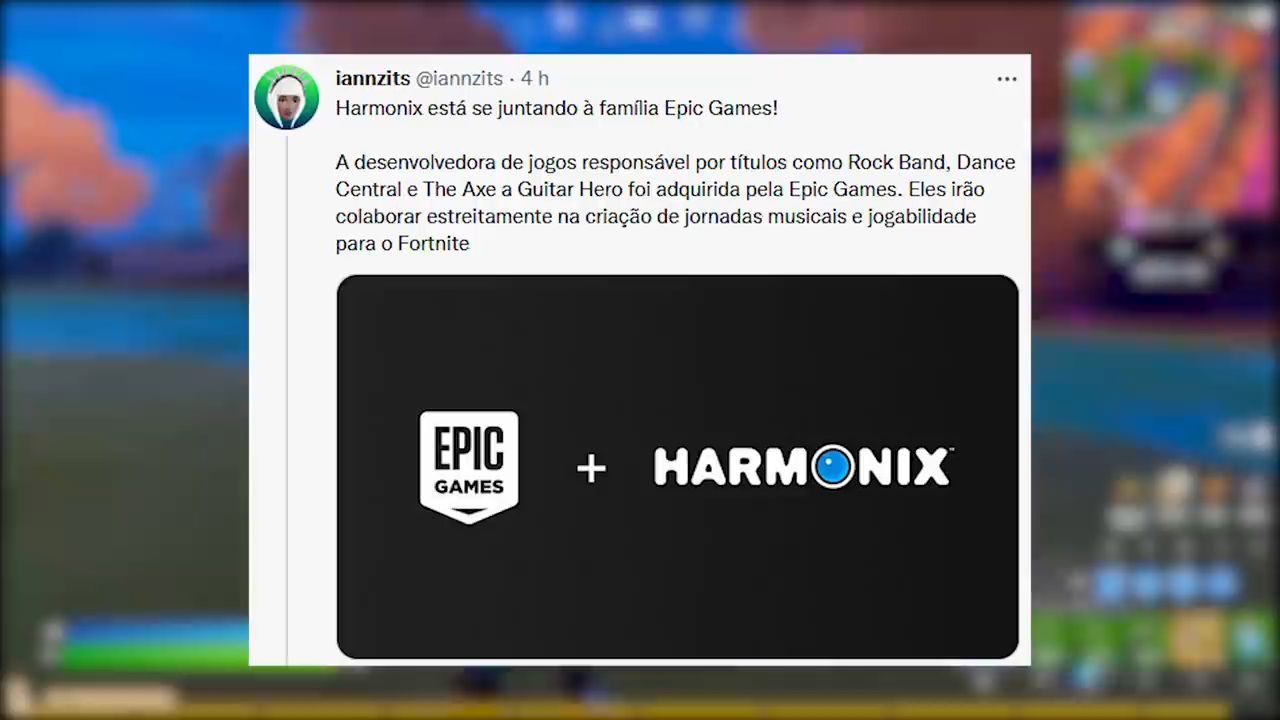 iannzits @iannzits · 4 h
Harmonix está se juntando à família Epic Games!
A desenvolvedora de jogos responsável por títulos como Rock Band, Dance
Central e The Axe a Guitar Hero foi adquirida pela Epic Games. Eles irão
colaborar estreitamente na criação de jornadas musicais e jogabilidade
para o Fortnite
EPIC
GAMES
+
HARMONIX™